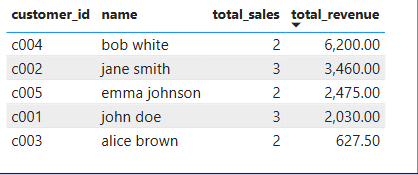 customer_id name total_sales total_revenue
c004 bob white 2 6,200.00
c002 jane smith 3 3,460.00
c005 emma johnson 2 2,475.00
c001 john doe 3 2,030.00
c003 alice brown 2 627.50